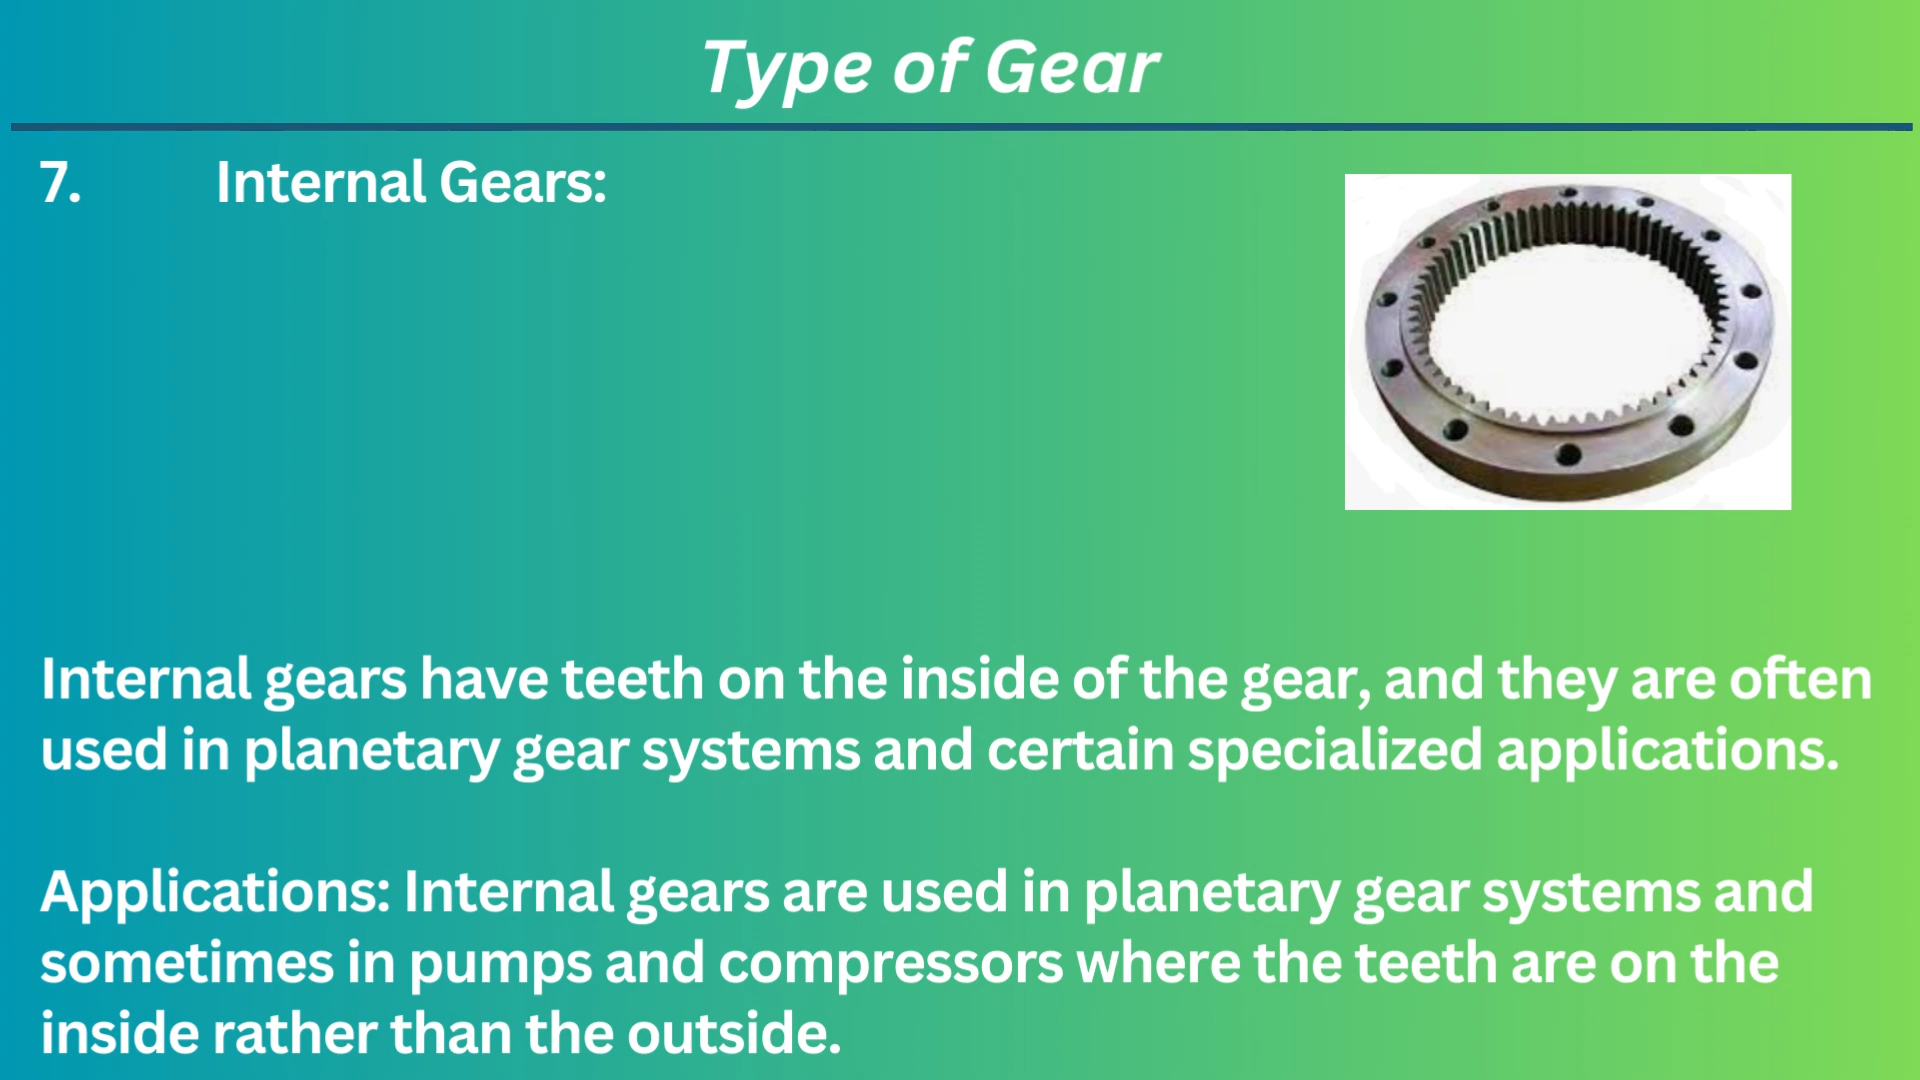 Type of Gear
7. Internal Gears:
Internal gears have teeth on the inside of the gear, and they are often
used in planetary gear systems and certain specialized applications.
Applications: Internal gears are used in planetary gear systems and
sometimes in pumps and compressors where the teeth are on the
inside rather than the outside.